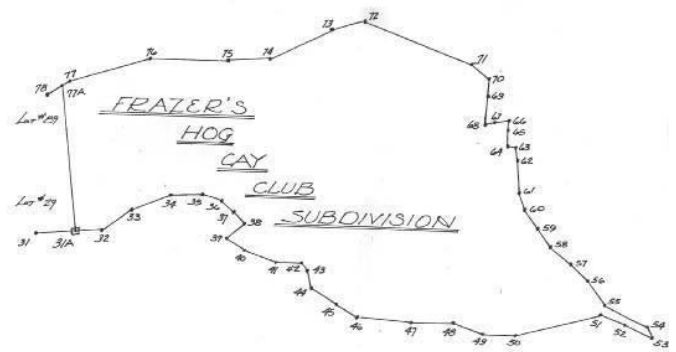 73 72
76 75 74 71
78 77 77A 70
69
FRAZER'S
LOT #259
68 67 66
65
HOG
64 63
62
CAY
LOT #29
CLUB
61
33 34 35 36
60
37 38
SUBDIVISION
59
31 31A 32
39
58
40
41 42 43
57
56
44
45
55
46 47 48
51
54
49 50
52
53